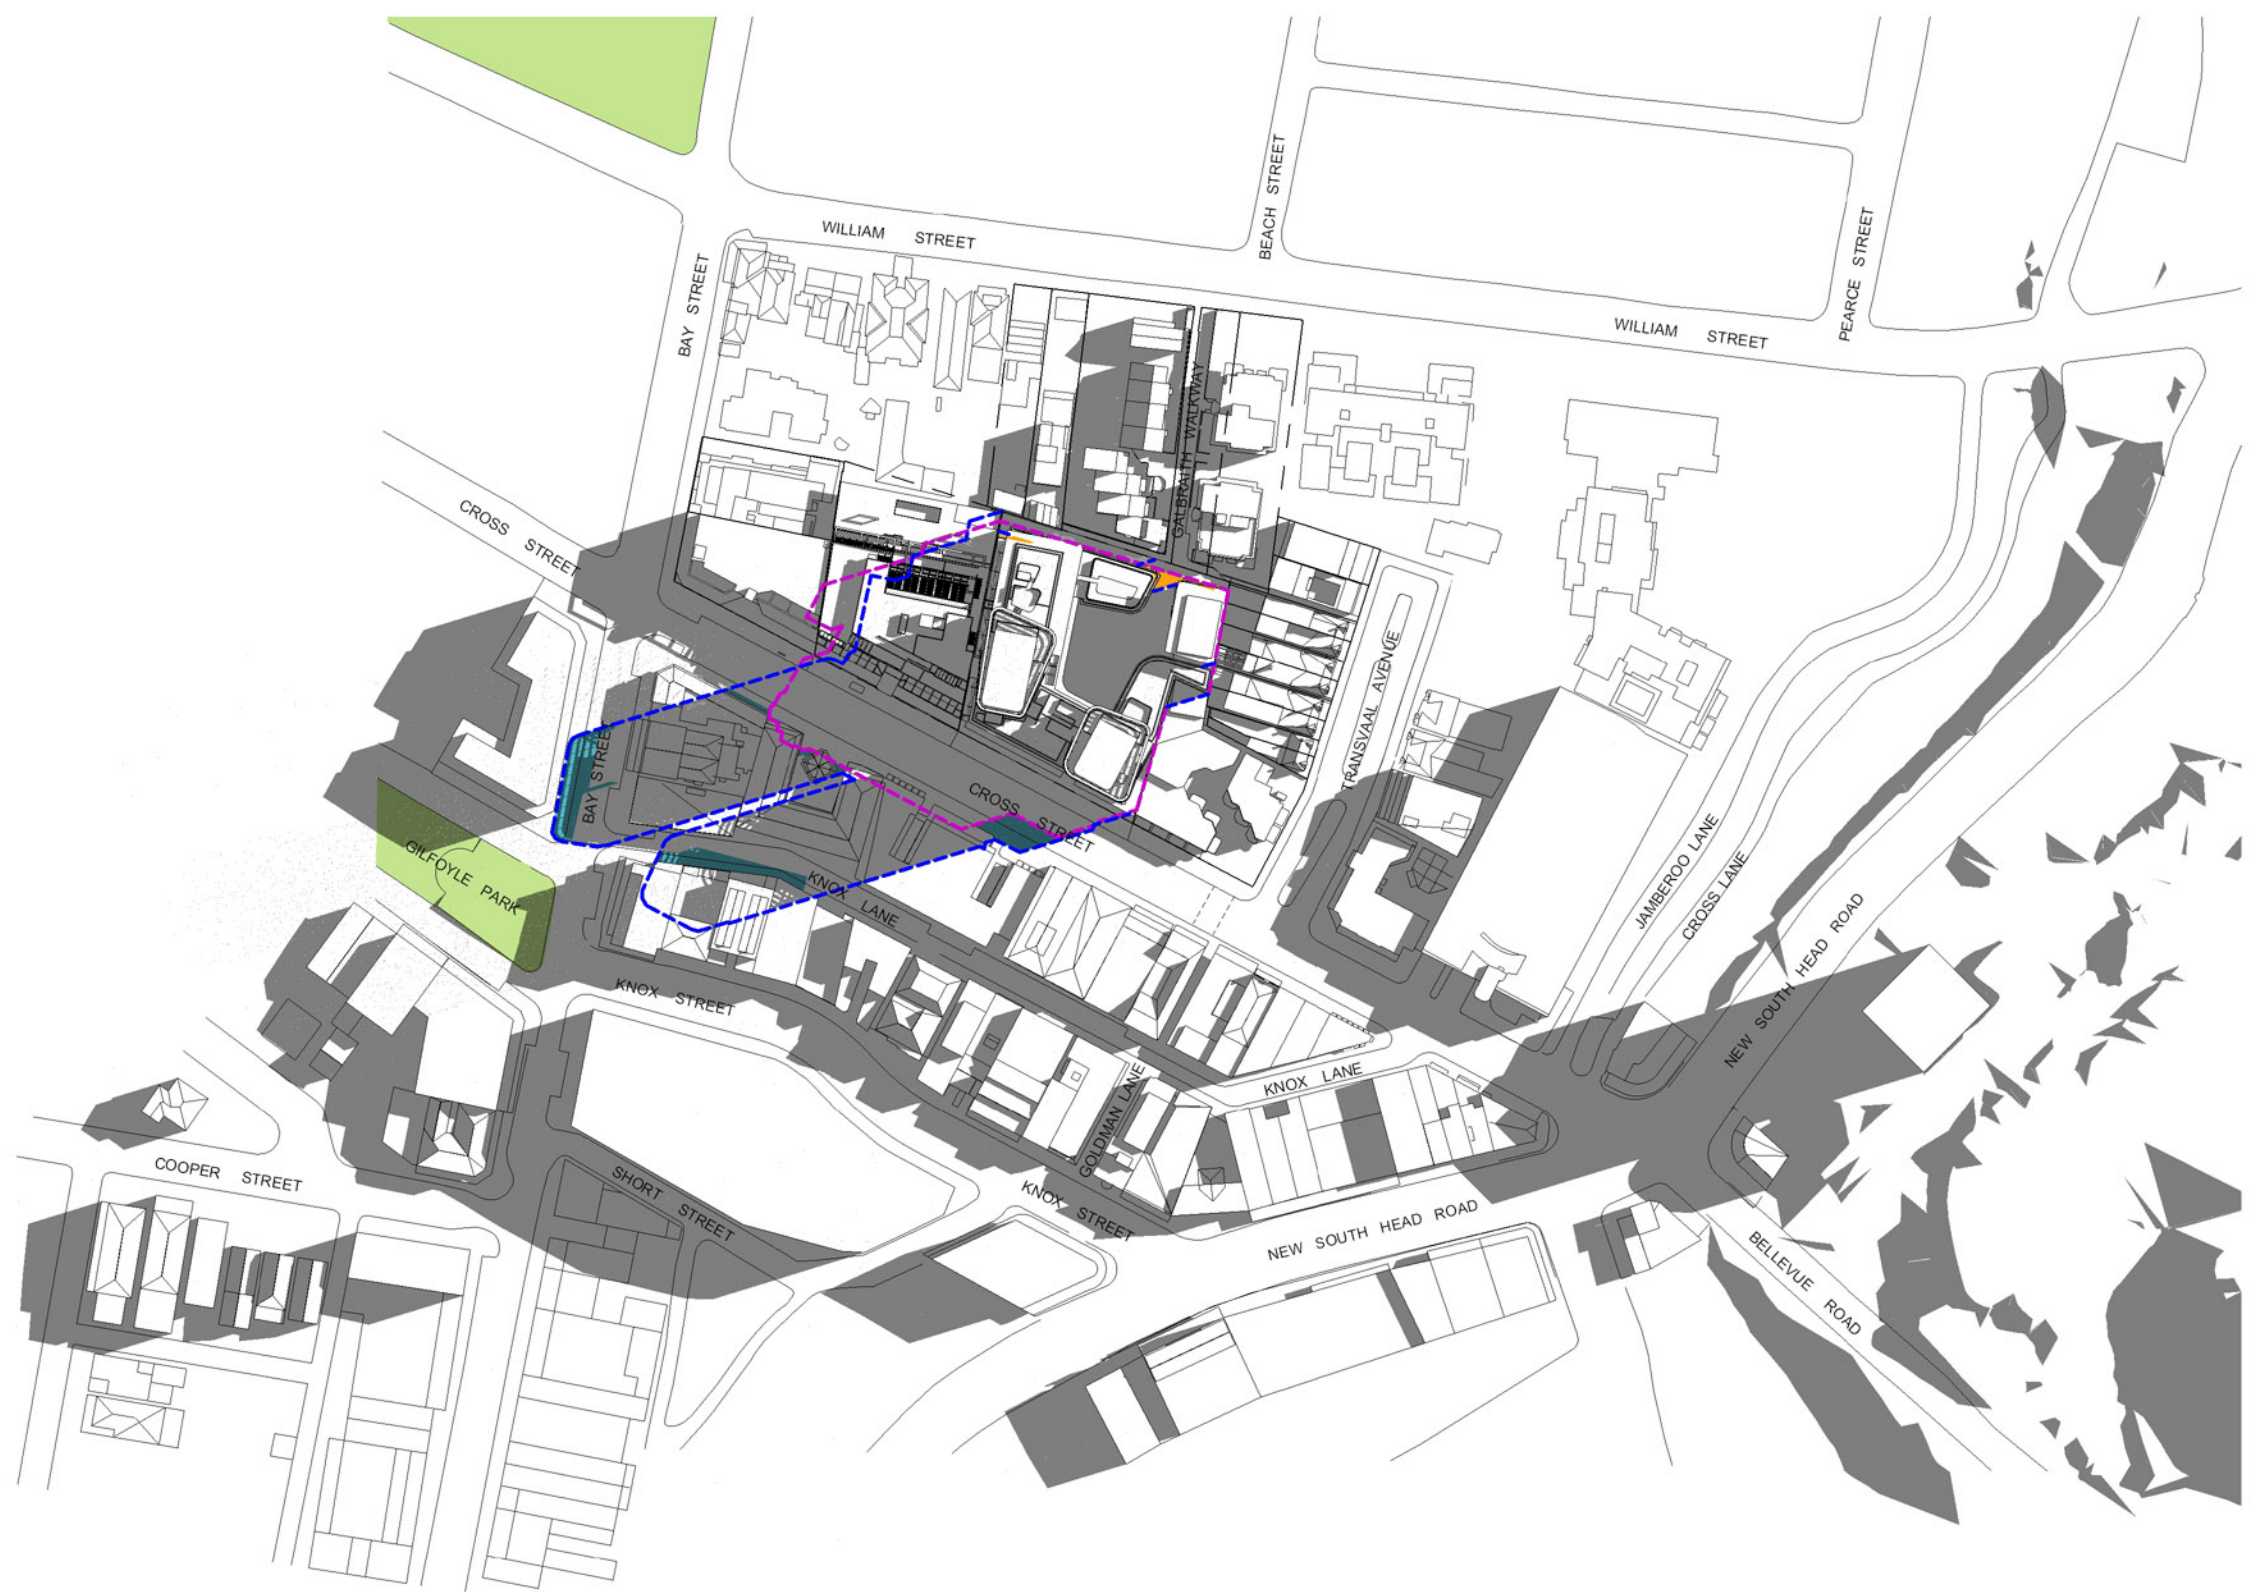 WILLIAM STREET
BEACH STREET
PEARCE STREET
BAY STREET
WILLIAM STREET
GALBRAITH WALKWAY
CROSS STREET
TRANSVAAL AVENUE
BAY STREET
CROSS STREET
GILFOYLE PARK
KNOX LANE
JAMBEROO LANE
CROSS LANE
NEW SOUTH HEAD ROAD
KNOX STREET
KNOX LANE
GOLDMAN LANE
COOPER STREET
SHORT STREET
KNOX STREET
NEW SOUTH HEAD ROAD
BELLEVUE ROAD